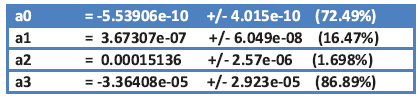 a0 = -5.53906e-10 +/- 4.015e-10 (72.49%)
a1 = 3.67307e-07 +/- 6.049e-08 (16.47%)
a2 = 0.00015136 +/- 2.57e-06 (1.698%)
a3 = -3.36408e-05 +/- 2.923e-05 (86.89%)